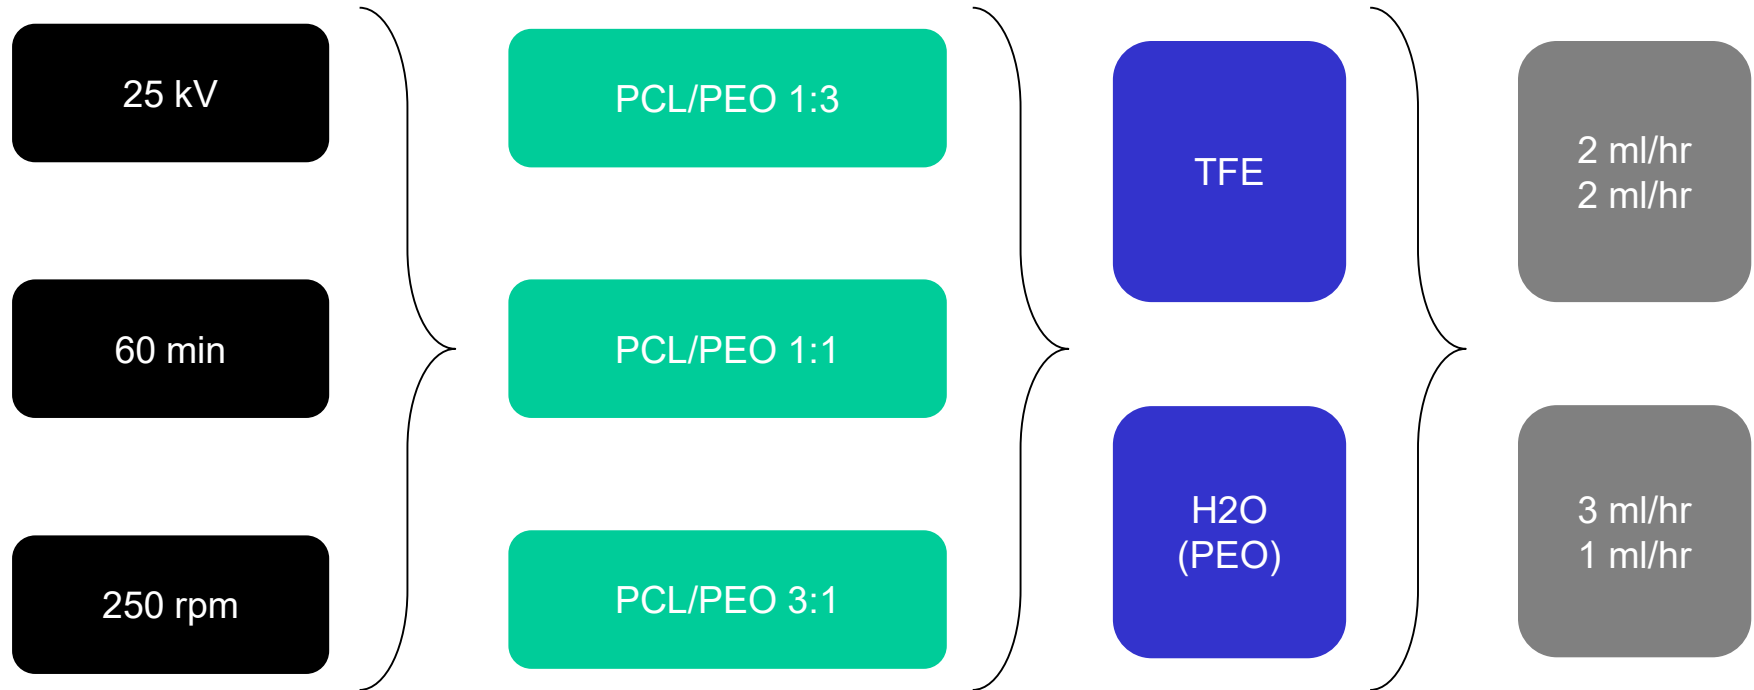 25 kV
60 min
250 rpm
PCL/PEO 1:3
PCL/PEO 1:1
PCL/PEO 3:1
TFE
H2O
(PEO)
2 ml/hr
2 ml/hr
3 ml/hr
1 ml/hr